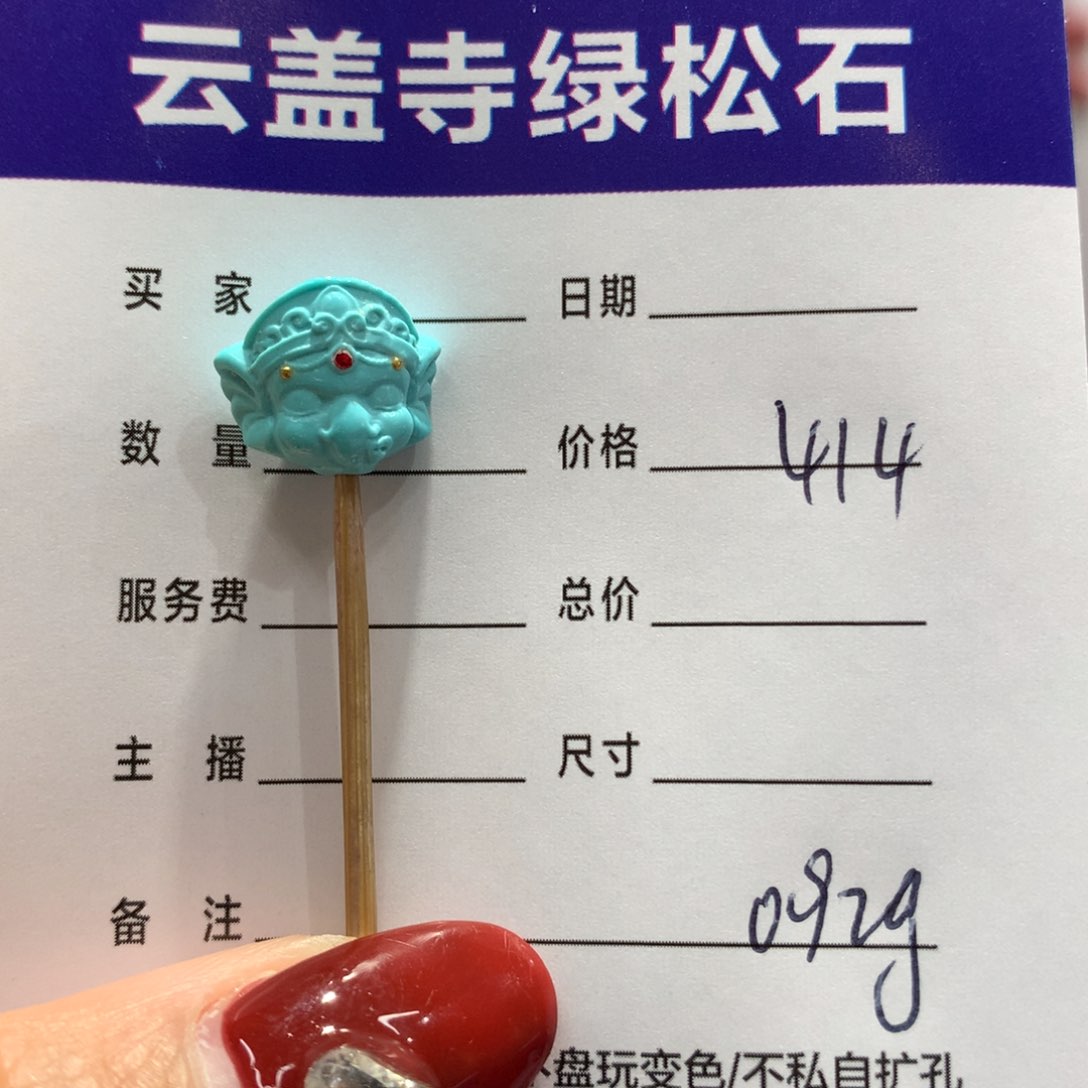 云盖寺绿松石
买 家 日期
数 量 价格 414
服务费 总价
主 播 尺寸
备 注 0.92g
盘玩变色/不私自扩孔